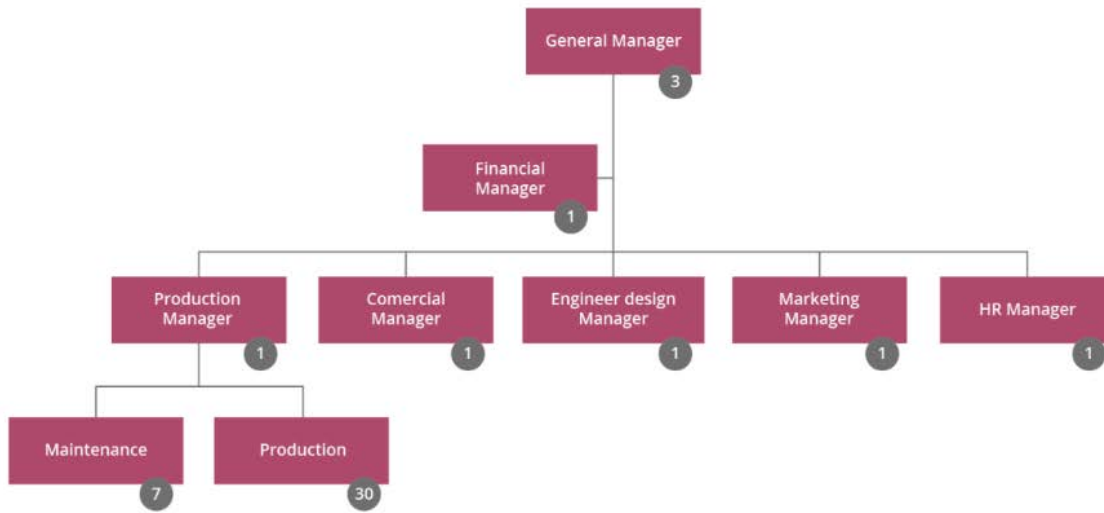 General Manager
3
Financial
Manager
1
Production
Manager
1
Comercial
Manager
1
Engineer design
Manager
1
Marketing
Manager
1
HR Manager
1
Maintenance
7
Production
30